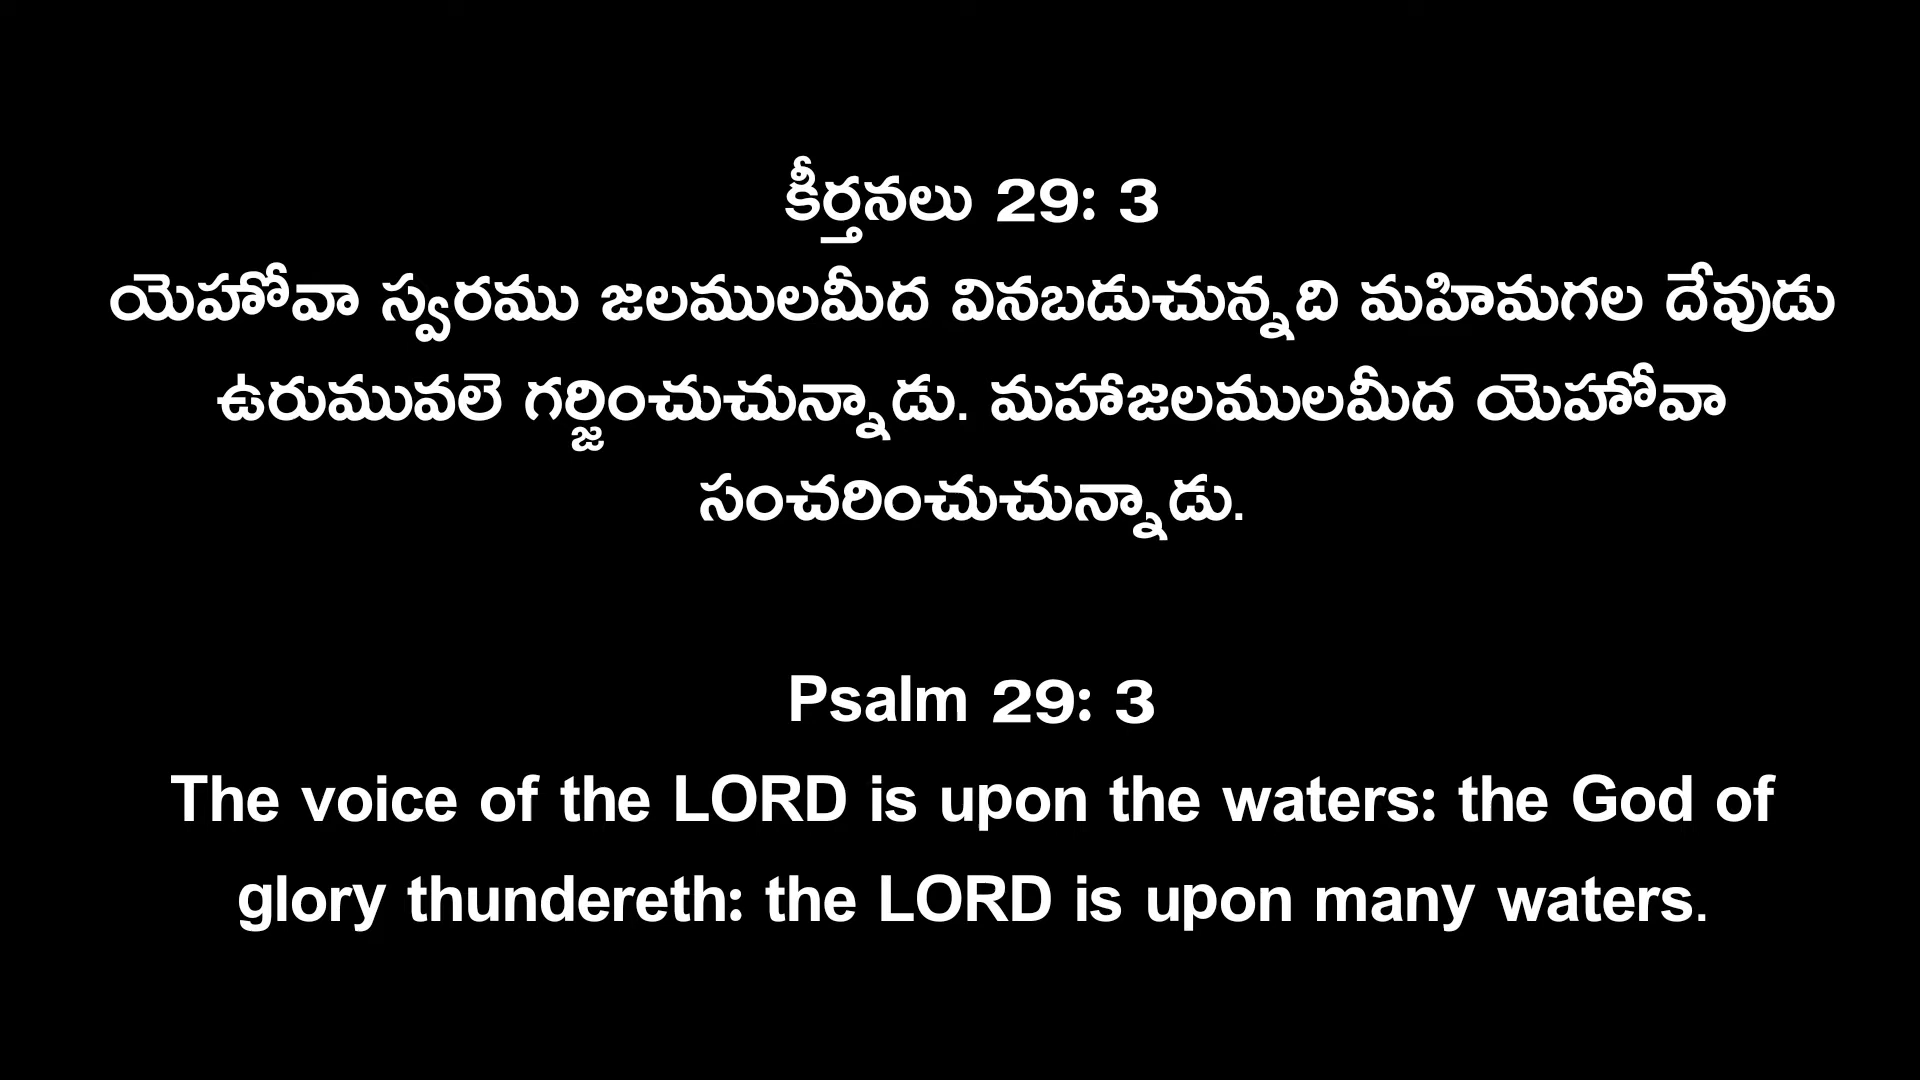 కీర్తనలు 29: 3
యెహోవా స్వరము జలములమీద వినబడుచున్నది మహిమగల దేవుడు
ఉరుమువలె గర్జించుచున్నాడు. మహాజలములమీద యెహోవా
సంచరించుచున్నాడు.
Psalm 29: 3
The voice of the LORD is upon the waters: the God of
glory thundereth: the LORD is upon many waters.